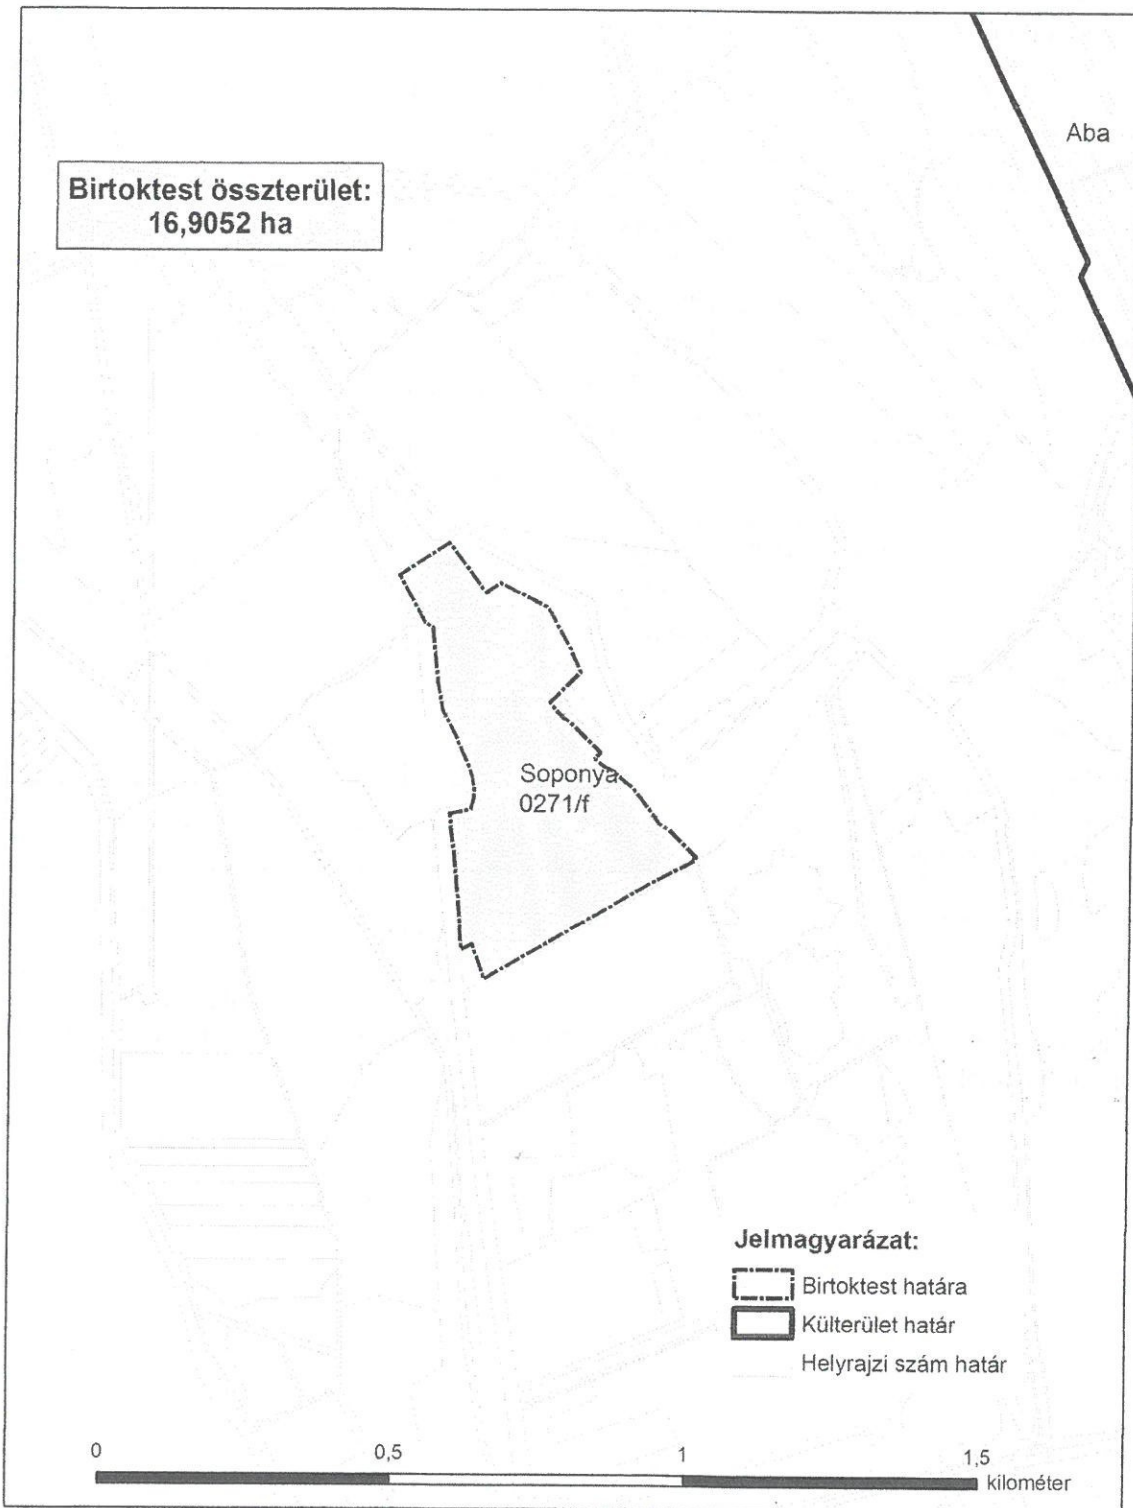 Aba
Birtoktest összterület:
16,9052 ha
Soponya
0271/f
Jelmagyarázat:
Birtoktest határa
Külterület határ
Helyrajzi szám határ
0 0,5 1 1,5
kilométer